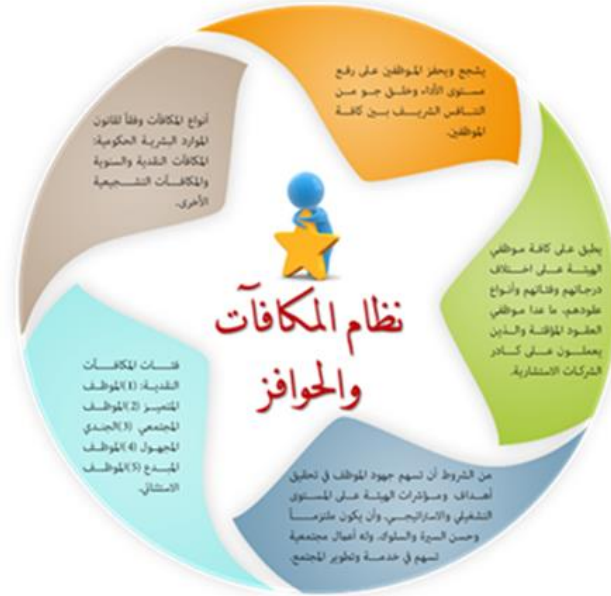 يشجع ويحفز الموظفين على رفع
مستوى الأداء وخلق جو من
التنافس الشريف بين كافة
الموظفين.
يطبق على كافة موظفي
الهيئة على اختلاف
درجاتهم وفئاتهم وأنواع
عقودهم، ما عدا موظفي
العقود المؤقتة والذين
يعملون على كادر
الشركات الاستشارية.
من الشروط أن تسهم جهود الموظف في تحقيق
أهداف ومؤشرات الهيئة على المستوى
التشغيلي والاستراتيجي، وأن يكون ملتزماً
وحسن السيرة والسلوك، وله أعمال مجتمعية
تسهم في خدمة وتطوير المجتمع.
فئات المكافآت
النقدية: (1) الموظف
المتميز (2) الموظف
المجتمعي (3) الجندي
المجهول (4) الموظف
المبدع (5) الموظف
الاستثنائي.
أنواع المكافآت وفقاً لقانون
الموارد البشرية الحكومية:
المكافآت النقدية والسنوية
والمكافآت التشجيعية
الأخرى.
نظام المكافآت
والحوافز